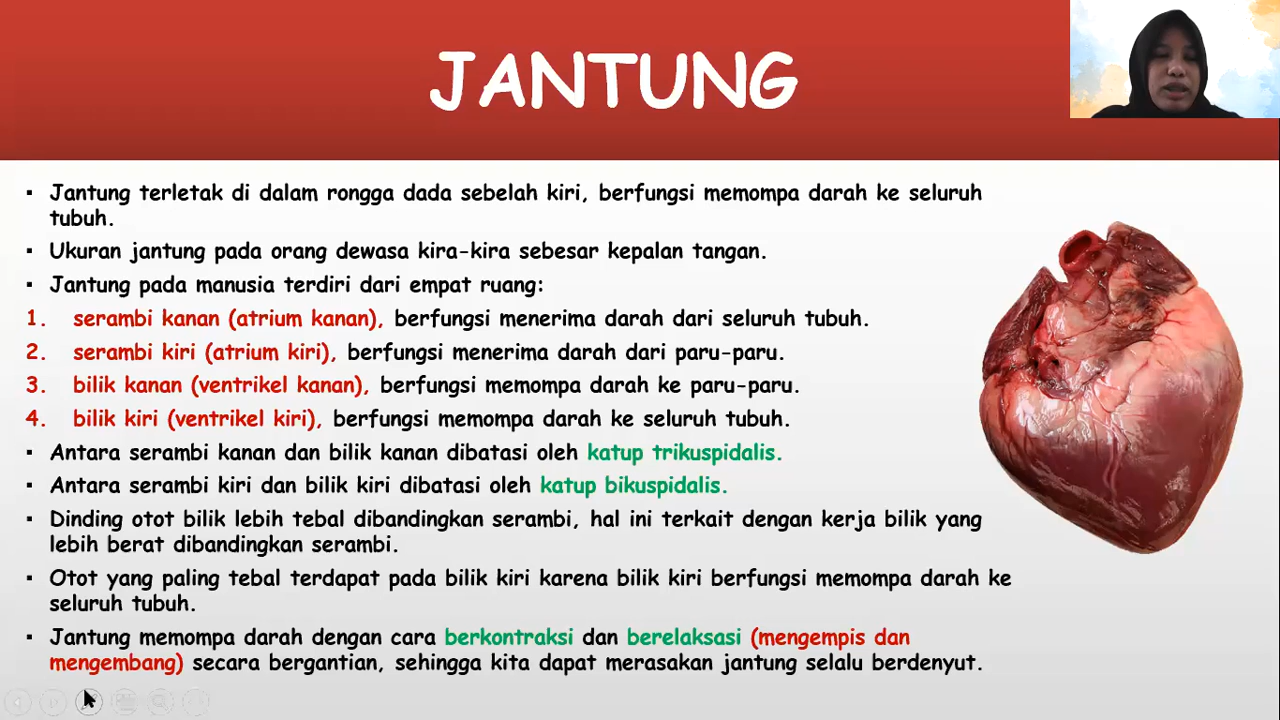 JANTUNG
▪ Jantung terletak di dalam rongga dada sebelah kiri, berfungsi memompa darah ke seluruh
tubuh.
▪ Ukuran jantung pada orang dewasa kira-kira sebesar kepalan tangan.
▪ Jantung pada manusia terdiri dari empat ruang:
1. serambi kanan (atrium kanan), berfungsi menerima darah dari seluruh tubuh.
2. serambi kiri (atrium kiri), berfungsi menerima darah dari paru-paru.
3. bilik kanan (ventrikel kanan), berfungsi memompa darah ke paru-paru.
4. bilik kiri (ventrikel kiri), berfungsi memompa darah ke seluruh tubuh.
▪ Antara serambi kanan dan bilik kanan dibatasi oleh katup trikuspidalis.
▪ Antara serambi kiri dan bilik kiri dibatasi oleh katup bikuspidalis.
▪ Dinding otot bilik lebih tebal dibandingkan serambi, hal ini terkait dengan kerja bilik yang
lebih berat dibandingkan serambi.
▪ Otot yang paling tebal terdapat pada bilik kiri karena bilik kiri berfungsi memompa darah ke
seluruh tubuh.
▪ Jantung memompa darah dengan cara berkontraksi dan berelaksasi (mengempis dan
mengembang) secara bergantian, sehingga kita dapat merasakan jantung selalu berdenyut.